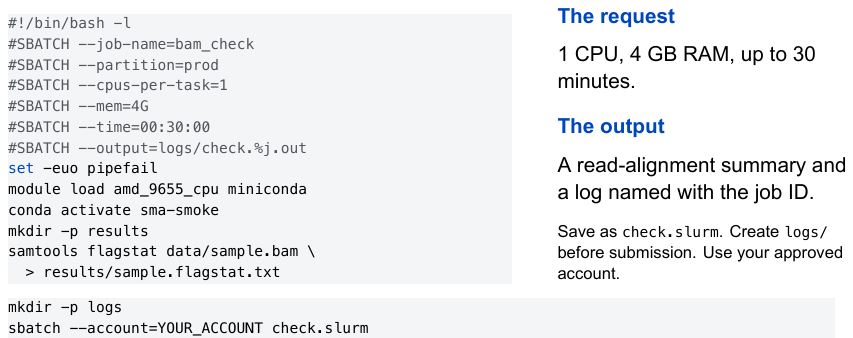 #!/bin/bash -l
#SBATCH --job-name=bam_check
#SBATCH --partition=prod
#SBATCH --cpus-per-task=1
#SBATCH --mem=4G
#SBATCH --time=00:30:00
#SBATCH --output=logs/check.%j.out
set -euo pipefail
module load amd_9655_cpu miniconda
conda activate sma-smoke
mkdir -p results
samtools flagstat data/sample.bam \
  > results/sample.flagstat.txt
The request
1 CPU, 4 GB RAM, up to 30
minutes.
The output
A read-alignment summary and
a log named with the job ID.
Save as check.slurm. Create logs/
before submission. Use your approved
account.
mkdir -p logs
sbatch --account=YOUR_ACCOUNT check.slurm